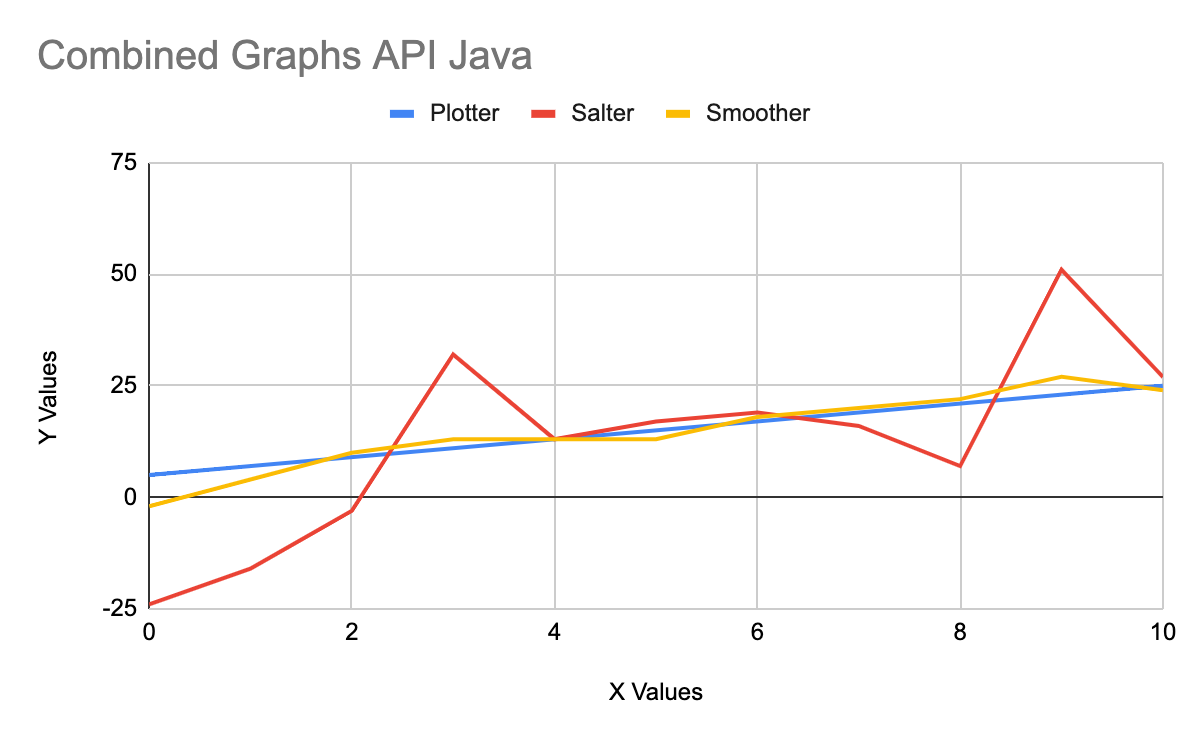 Combined Graphs API Java
Plotter Salter Smoother
75
50
25
0
-25
Y Values
0 2 4 6 8 10
X Values